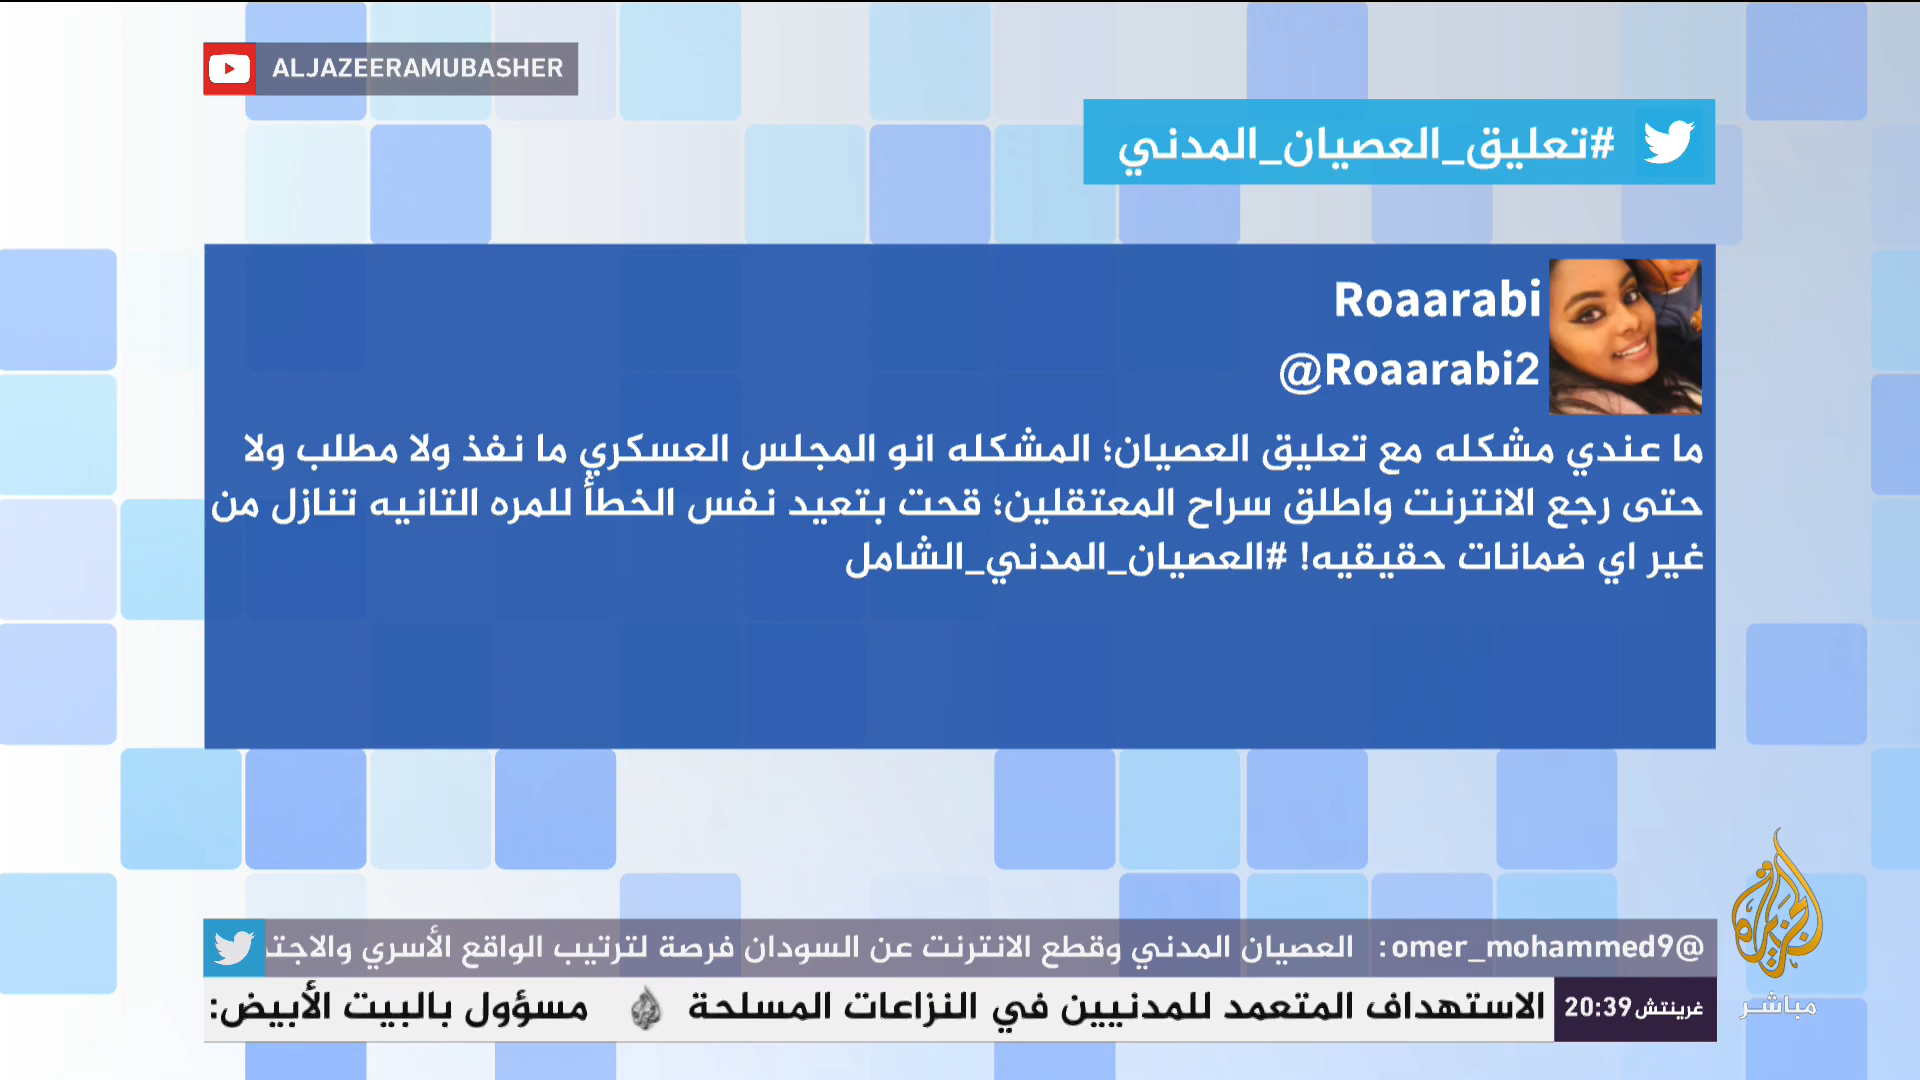 ALJAZEERAMUBASHER
#تعليق_العصيان_المدني
Roaarabi
@Roaarabi2
ما عندي مشكله مع تعليق العصيان؛ المشكله انو المجلس العسكري ما نفذ ولا مطلب ولا
حتى رجع الانترنت واطلق سراح المعتقلين؛ قحت بتعيد نفس الخطأ للمره التانيه تنازل من
غير اي ضمانات حقيقيه! #العصيان_المدني_الشامل
@omer_mohammed9: العصيان المدني وقطع الانترنت عن السودان فرصة لترتيب الواقع الأسري والاجتم
غرينتش 20:39 الاستهداف المتعمد للمدنيين في النزاعات المسلحة مسؤول بالبيت الأبيض:
الجزيرة
مباشر